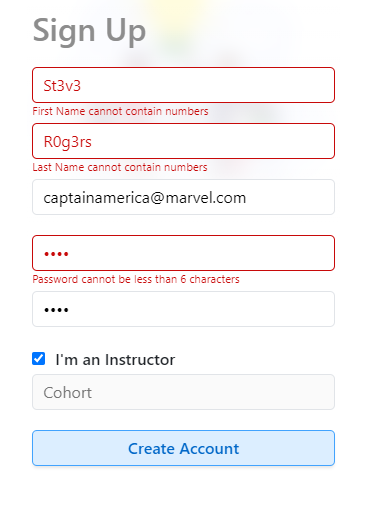 Sign Up
St3v3
First Name cannot contain numbers
R0g3rs
Last Name cannot contain numbers
captainamerica@marvel.com
••••
Password cannot be less than 6 characters
••••
I'm an Instructor
Cohort
Create Account